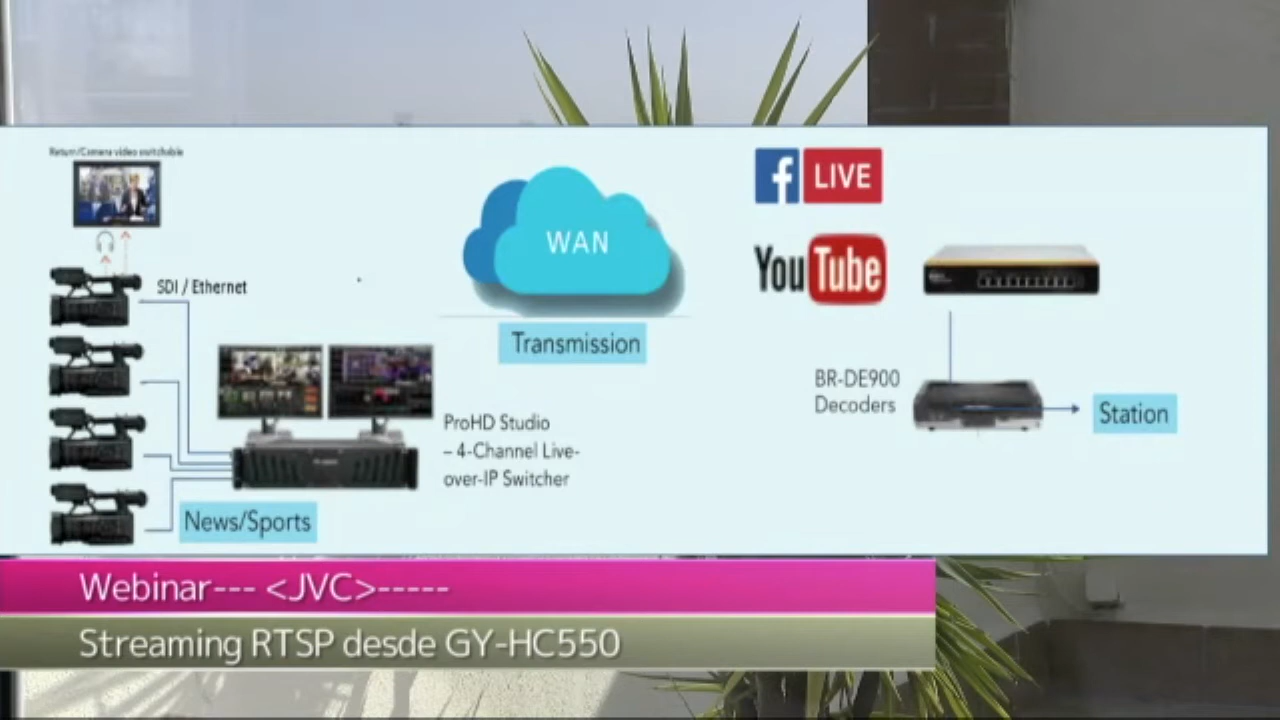 Return/Camera video switchable
SDI / Ethernet
WAN
Transmission
f LIVE
YouTube
ProHD Studio
– 4-Channel Live-
over-IP Switcher
BR-DE900
Decoders
Station
News/Sports
Webinar--- <JVC>-----
Streaming RTSP desde GY-HC550